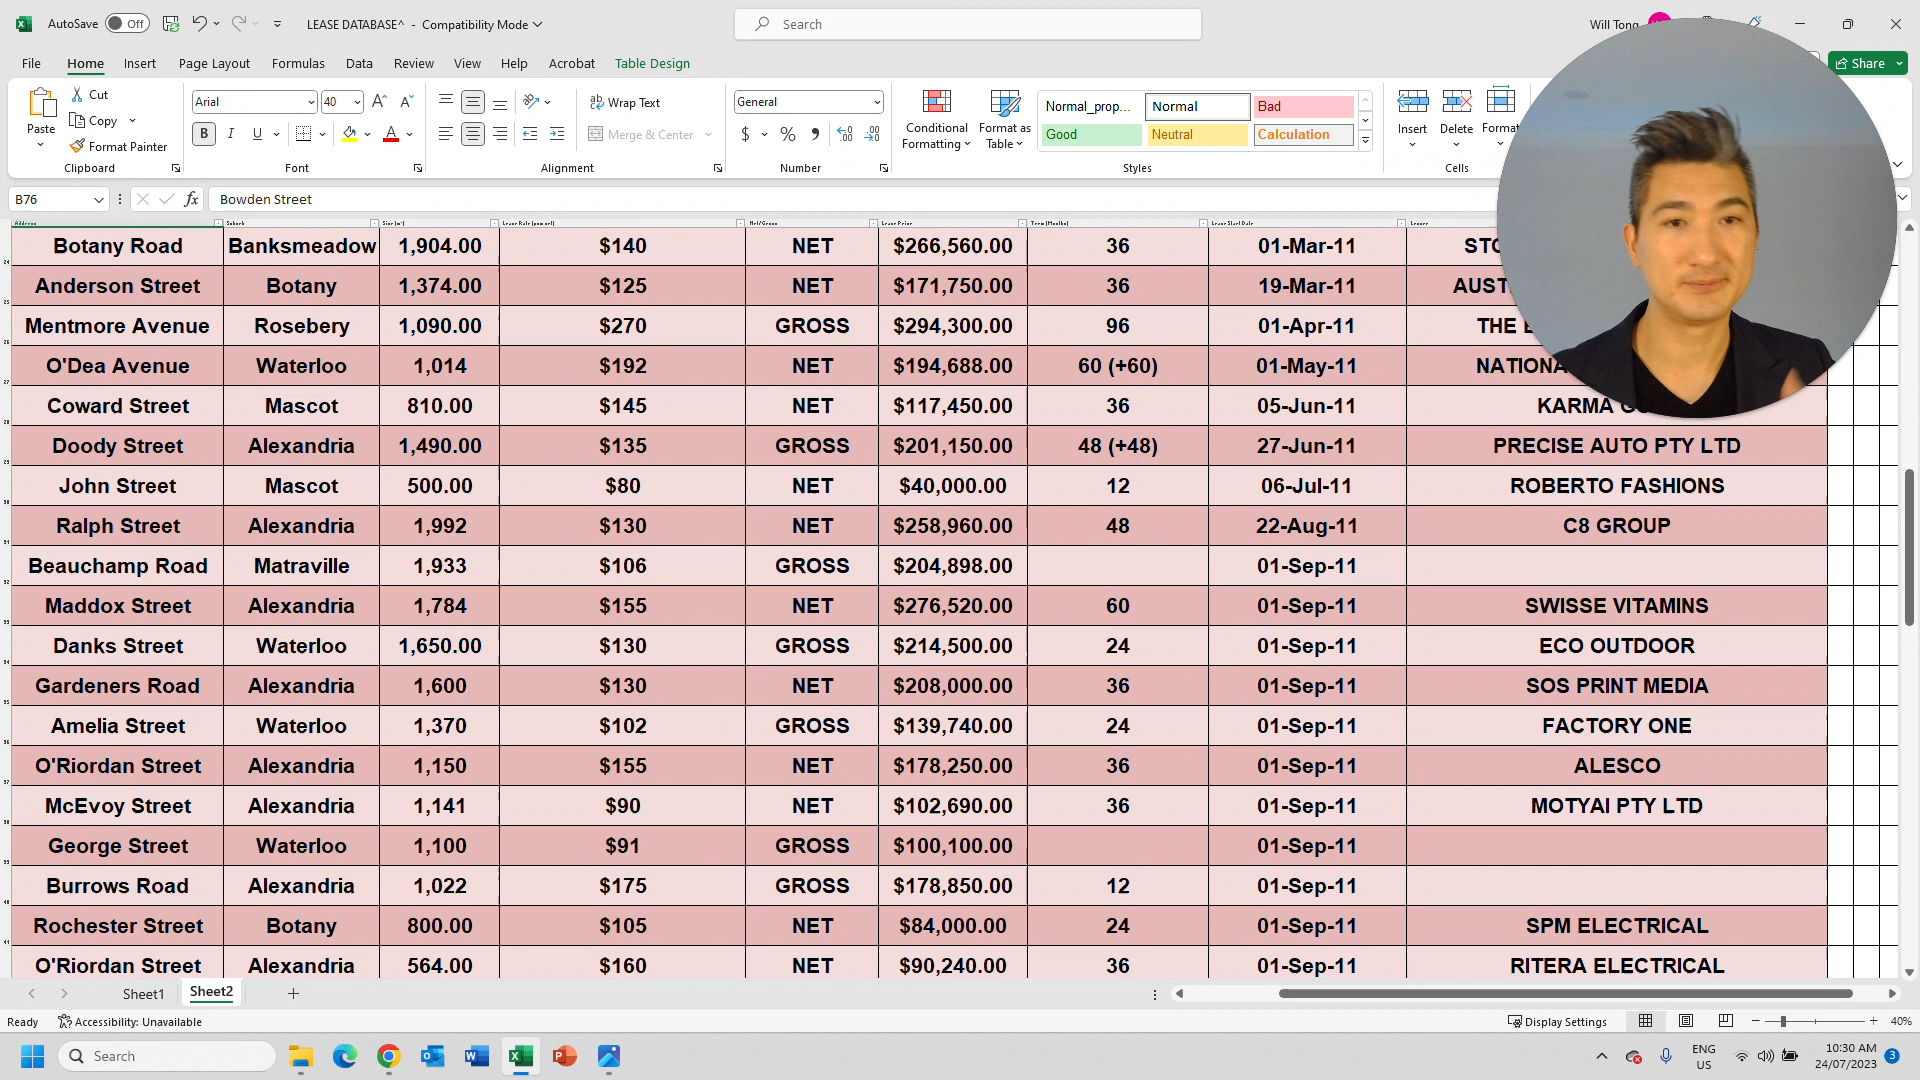 AutoSave Off LEASE DATABASE^ - Compatibility Mode Search Will Tong
File Home Insert Page Layout Formulas Data Review View Help Acrobat Table Design Share
Paste Cut Copy Format Painter Clipboard
Arial 40 B I U Font
Wrap Text Merge & Center Alignment
General $ % Number
Conditional Formatting Format as Table
Normal_prop... Normal Bad
Good Neutral Calculation
Styles
Insert Delete Format Cells
B76 fx Bowden Street
Address Suburb Size (m²) Net/Gross Lease Price Term (Months) Lease Start Date
Botany Road Banksmeadow 1,904.00 $140 NET $266,560.00 36 01-Mar-11
Anderson Street Botany 1,374.00 $125 NET $171,750.00 36 19-Mar-11
Mentmore Avenue Rosebery 1,090.00 $270 GROSS $294,300.00 96 01-Apr-11 THE
O'Dea Avenue Waterloo 1,014 $192 NET $194,688.00 60 (+60) 01-May-11
Coward Street Mascot 810.00 $145 NET $117,450.00 36 05-Jun-11 KARMA
Doody Street Alexandria 1,490.00 $135 GROSS $201,150.00 48 (+48) 27-Jun-11 PRECISE AUTO PTY LTD
John Street Mascot 500.00 $80 NET $40,000.00 12 06-Jul-11 ROBERTO FASHIONS
Ralph Street Alexandria 1,992 $130 NET $258,960.00 48 22-Aug-11 C8 GROUP
Beauchamp Road Matraville 1,933 $106 GROSS $204,898.00 01-Sep-11
Maddox Street Alexandria 1,784 $155 NET $276,520.00 60 01-Sep-11 SWISSE VITAMINS
Danks Street Waterloo 1,650.00 $130 GROSS $214,500.00 24 01-Sep-11 ECO OUTDOOR
Gardeners Road Alexandria 1,600 $130 NET $208,000.00 36 01-Sep-11 SOS PRINT MEDIA
Amelia Street Waterloo 1,370 $102 GROSS $139,740.00 24 01-Sep-11 FACTORY ONE
O'Riordan Street Alexandria 1,150 $155 NET $178,250.00 36 01-Sep-11 ALESCO
McEvoy Street Alexandria 1,141 $90 NET $102,690.00 36 01-Sep-11 MOTYAI PTY LTD
George Street Waterloo 1,100 $91 GROSS $100,100.00 01-Sep-11
Burrows Road Alexandria 1,022 $175 GROSS $178,850.00 12 01-Sep-11
Rochester Street Botany 800.00 $105 NET $84,000.00 24 01-Sep-11 SPM ELECTRICAL
O'Riordan Street Alexandria 564.00 $160 NET $90,240.00 36 01-Sep-11 RITERA ELECTRICAL
Sheet1 Sheet2
Ready Accessibility: Unavailable Display Settings 40%
Search ENG US 10:30 AM 24/07/2023 3